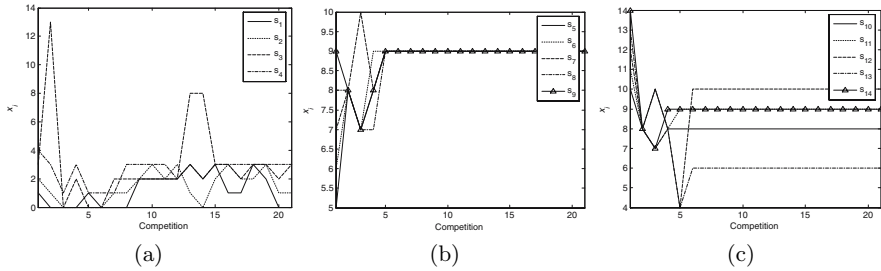 14
12
10
8
6
4
2
0
x_i
5
10
15
20
Competition
s_1
s_2
s_3
s_4
(a)
10
9.5
9
8.5
8
7.5
7
6.5
6
5.5
5
x_i
5
10
15
20
Competition
s_5
s_6
s_7
s_8
s_9
(b)
14
13
12
11
10
9
8
7
6
5
4
x_i
5
10
15
20
Competition
s_10
s_11
s_12
s_13
s_14
(c)